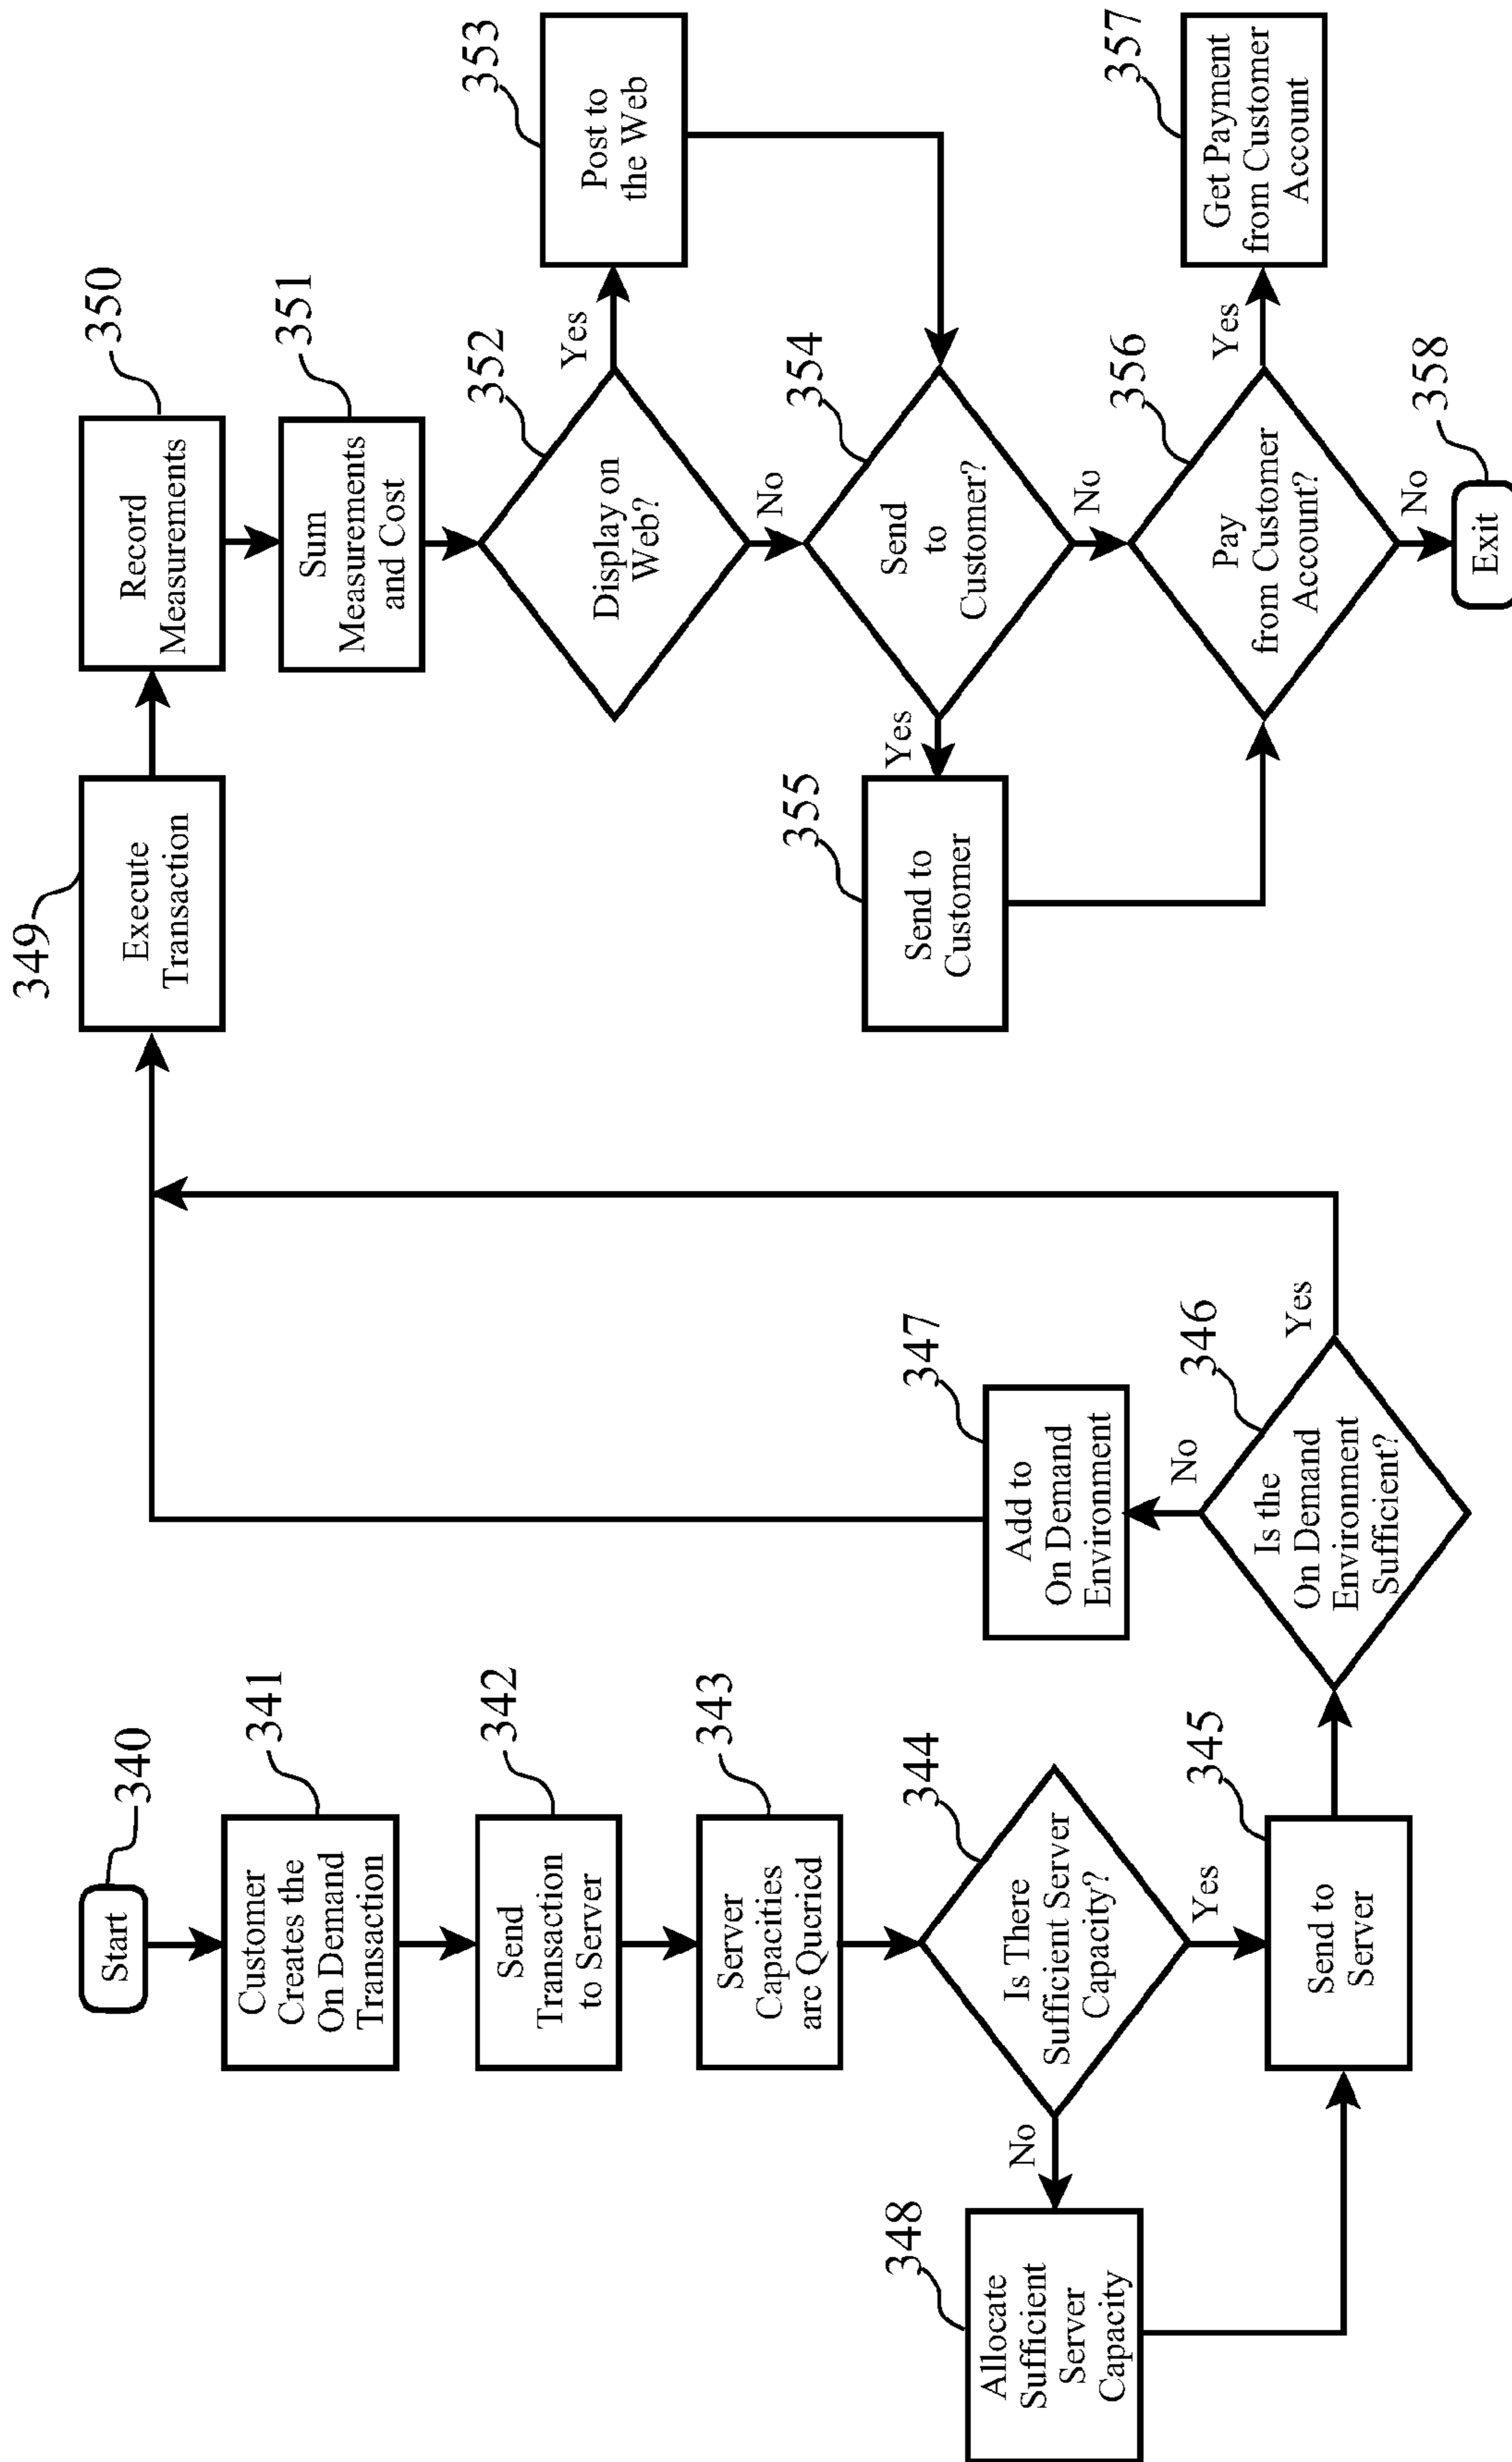 340
Start
341
Customer
Creates the
On Demand
Transaction
342
Send
Transaction
to Server
343
Server
Capacities
arc Qucricd
344
Is There
Sufficient Server
Capacity?
No
Yes
348
Allocate
Sufficient
Server
Capacity
345
Send to
Server
346
Is the
On Demand
Environment
Sufficient?
No
Yes
347
Add to
On Demand
Environment
349
Execute
Transaction
350
Record
Measurements
351
Sum
Measurements
and Cost
352
Display on
Web?
Yes
No
353
Post to
the Web
354
Send
to
Customer?
Yes
No
355
Send to
Customer
356
Pay
from Customer
Account?
Yes
No
357
Get Payment
from Customer
Account
358
Exit